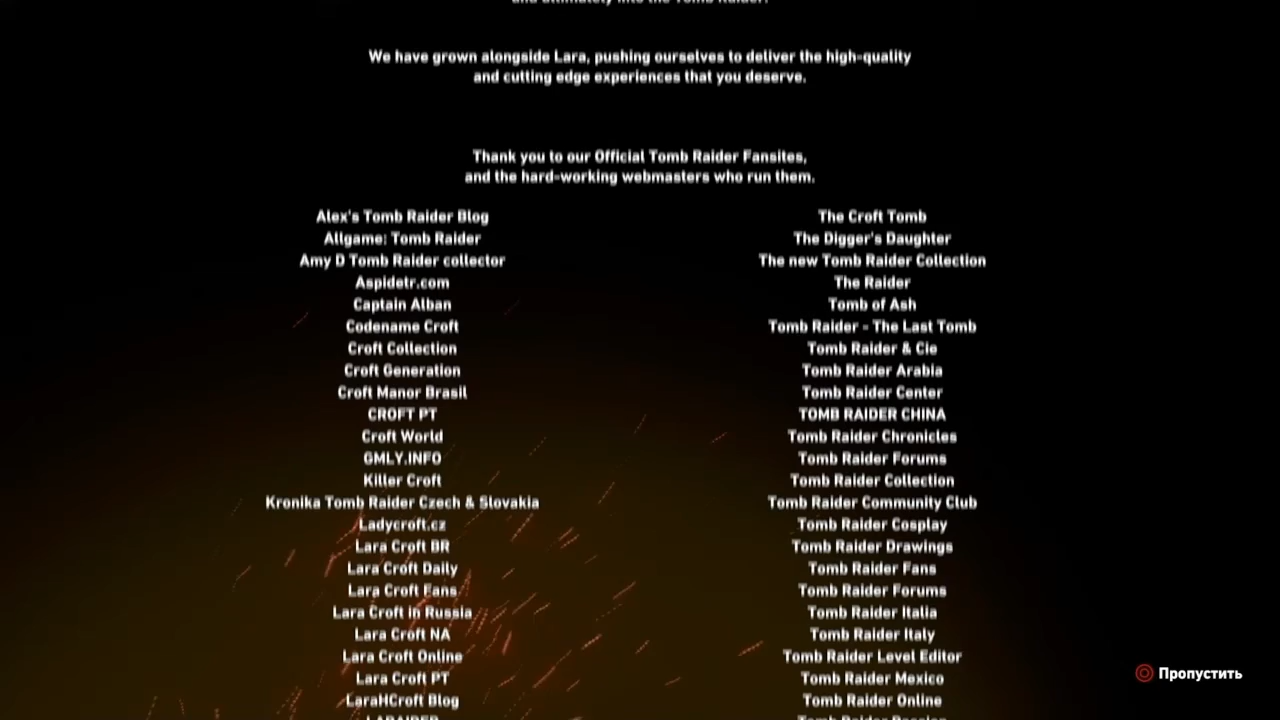 and ultimately into the Tomb Raider.
We have grown alongside Lara, pushing ourselves to deliver the high-quality
and cutting edge experiences that you deserve.
Thank you to our Official Tomb Raider Fansites,
and the hard-working webmasters who run them.
Alex's Tomb Raider Blog
Allgame: Tomb Raider
Amy D Tomb Raider collector
Aspidetr.com
Captain Alban
Codename Croft
Croft Collection
Croft Generation
Croft Manor Brasil
CROFT PT
Croft World
GMLY.INFO
Killer Croft
Kronika Tomb Raider Czech & Slovakia
Ladycroft.cz
Lara Croft BR
Lara Croft Daily
Lara Croft Fans
Lara Croft in Russia
Lara Croft NA
Lara Croft Online
Lara Croft PT
LaraHCroft Blog
LARAIDER
The Croft Tomb
The Digger's Daughter
The new Tomb Raider Collection
The Raider
Tomb of Ash
Tomb Raider - The Last Tomb
Tomb Raider & Cie
Tomb Raider Arabia
Tomb Raider Center
TOMB RAIDER CHINA
Tomb Raider Chronicles
Tomb Raider Forums
Tomb Raider Collection
Tomb Raider Community Club
Tomb Raider Cosplay
Tomb Raider Drawings
Tomb Raider Fans
Tomb Raider Forums
Tomb Raider Italia
Tomb Raider Italy
Tomb Raider Level Editor
Tomb Raider Mexico
Tomb Raider Online
Tomb Raider
Пропустить